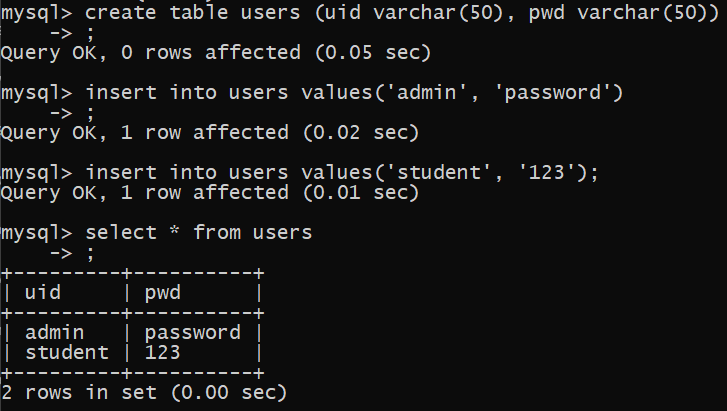 mysql> create table users (uid varchar(50), pwd varchar(50))
    -> ;
Query OK, 0 rows affected (0.05 sec)
mysql> insert into users values('admin', 'password')
    -> ;
Query OK, 1 row affected (0.02 sec)
mysql> insert into users values('student', '123');
Query OK, 1 row affected (0.01 sec)
mysql> select * from users
    -> ;
+---------+----------+
| uid     | pwd      |
+---------+----------+
| admin   | password |
| student | 123      |
+---------+----------+
2 rows in set (0.00 sec)